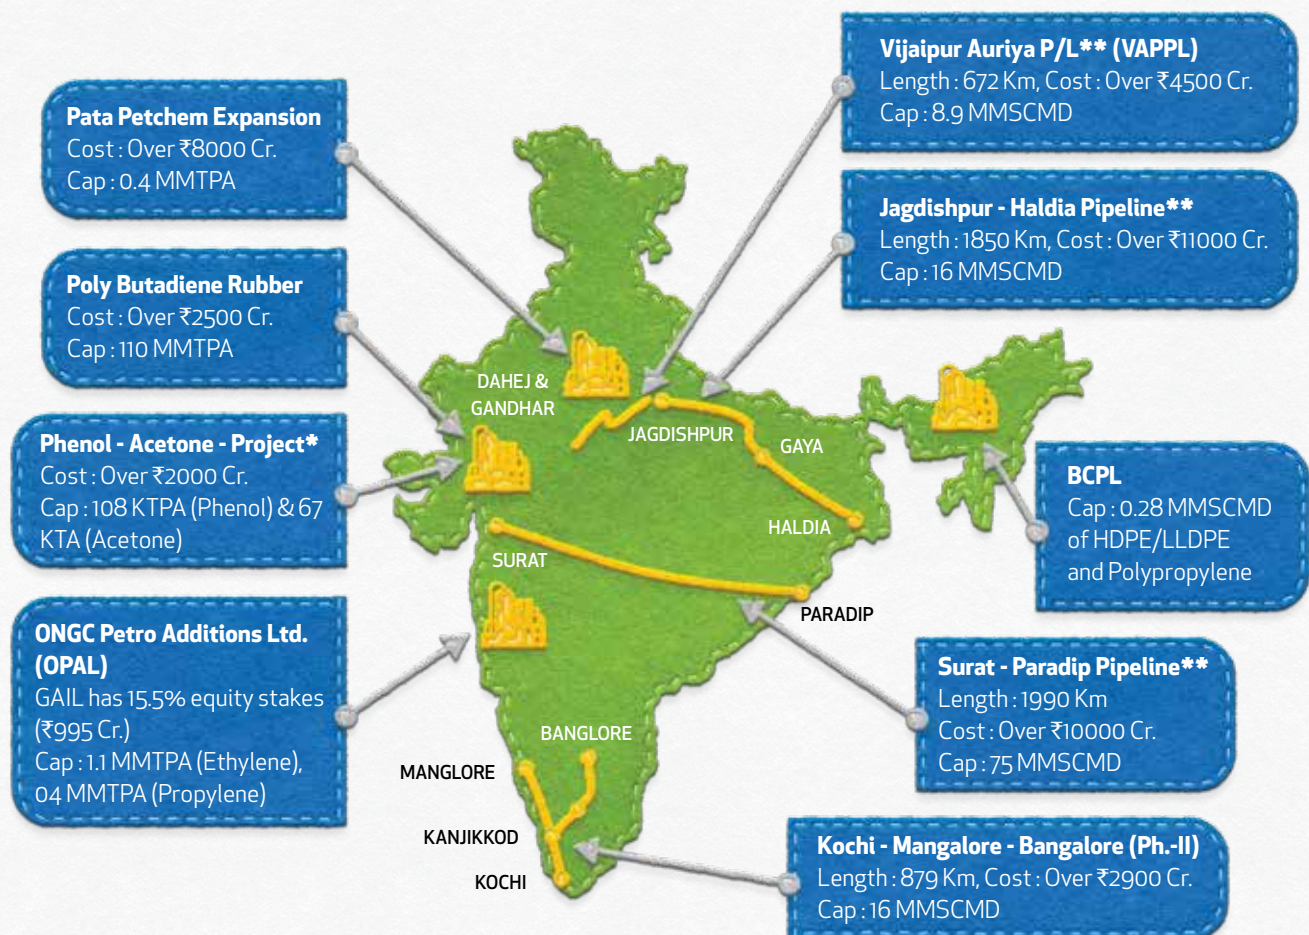 Vijaipur Auriya P/L** (VAPPL)
Length : 672 Km, Cost : Over ₹4500 Cr.
Cap : 8.9 MMSCMD
Pata Petchem Expansion
Cost : Over ₹8000 Cr.
Cap : 0.4 MMTPA
Jagdishpur - Haldia Pipeline**
Length : 1850 Km, Cost : Over ₹11000 Cr.
Cap : 16 MMSCMD
Poly Butadiene Rubber
Cost : Over ₹2500 Cr.
Cap : 110 MMTPA
DAHEJ &
GANDHAR
JAGDISHPUR
GAYA
HALDIA
Phenol - Acetone - Project*
Cost : Over ₹2000 Cr.
Cap : 108 KTPA (Phenol) & 67
KTA (Acetone)
BCPL
Cap : 0.28 MMSCMD
of HDPE/LLDPE
and Polypropylene
SURAT
PARADIP
ONGC Petro Additions Ltd.
(OPAL)
GAIL has 15.5% equity stakes
(₹995 Cr.)
Cap : 1.1 MMTPA (Ethylene),
04 MMTPA (Propylene)
Surat - Paradip Pipeline**
Length : 1990 Km
Cost : Over ₹10000 Cr.
Cap : 75 MMSCMD
BANGLORE
MANGLORE
KANJIKKOD
KOCHI
Kochi - Mangalore - Bangalore (Ph.-II)
Length : 879 Km, Cost : Over ₹2900 Cr.
Cap : 16 MMSCMD